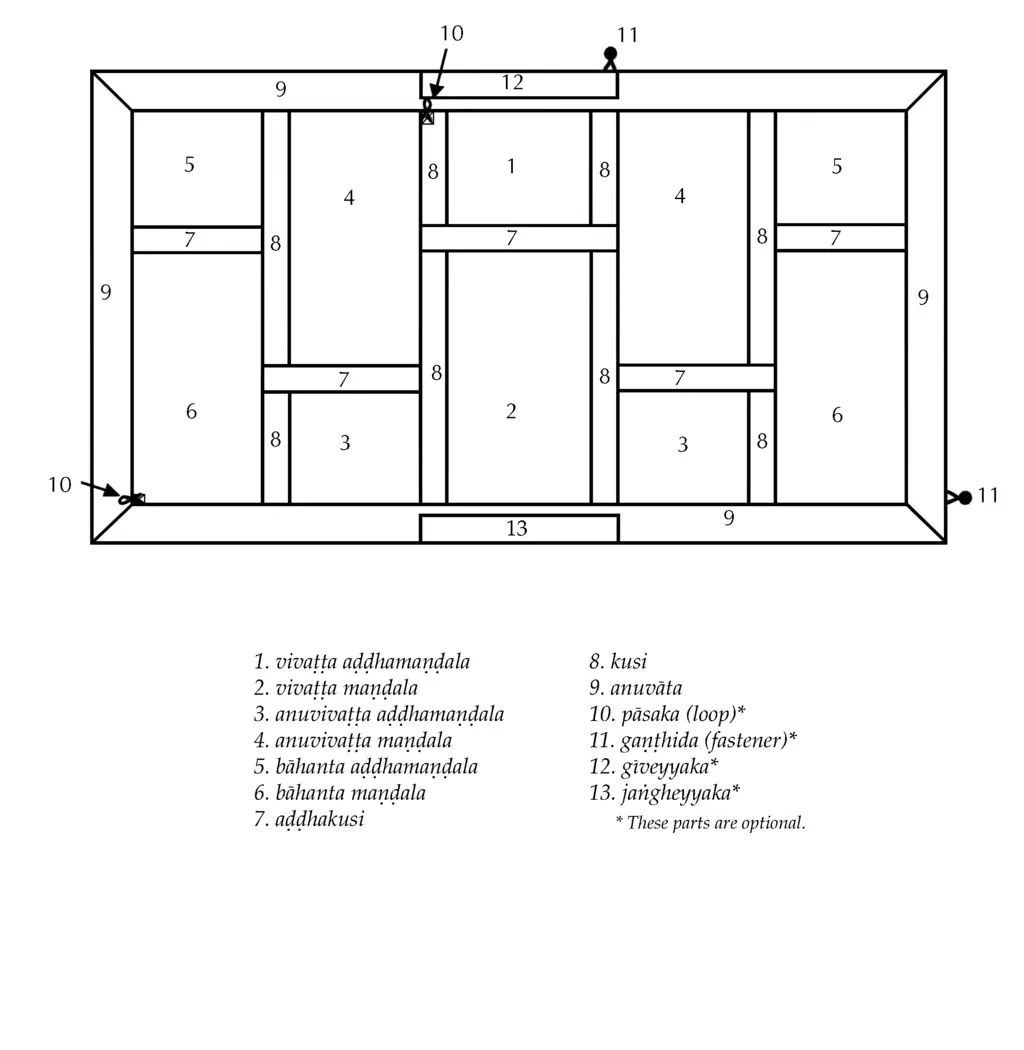 10
11
9
12
5
4
8
1
8
4
5
7
8
7
8
7
9
9
7
8
8
7
6
8
3
2
3
8
6
10
11
13
9
1. vivaṭṭa aḍḍhamaṇḍala
2. vivaṭṭa maṇḍala
3. anuvivaṭṭa aḍḍhamaṇḍala
4. anuvivaṭṭa maṇḍala
5. bāhanta aḍḍhamaṇḍala
6. bāhanta maṇḍala
7. aḍḍhakusi
8. kusi
9. anuvāta
10. pāsaka (loop)*
11. gaṇṭhida (fastener)*
12. gīveyyaka*
13. jaṅgheyyaka*
* These parts are optional.